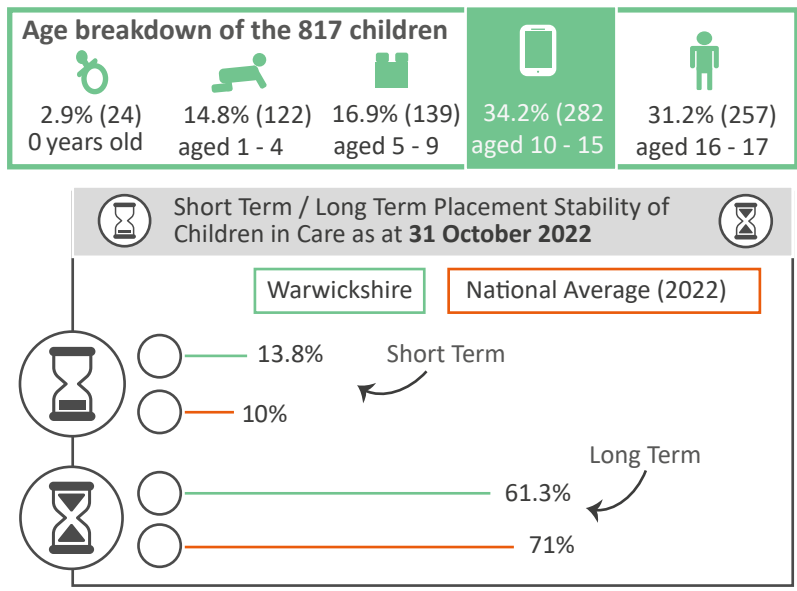 Age breakdown of the 817 children
2.9% (24)
0 years old
14.8% (122)
aged 1 - 4
16.9% (139)
aged 5 - 9
34.2% (282
aged 10 - 15
31.2% (257)
aged 16 - 17
Short Term / Long Term Placement Stability of
Children in Care as at 31 October 2022
Warwickshire
National Average (2022)
13.8%
Short Term
10%
Long Term
61.3%
71%